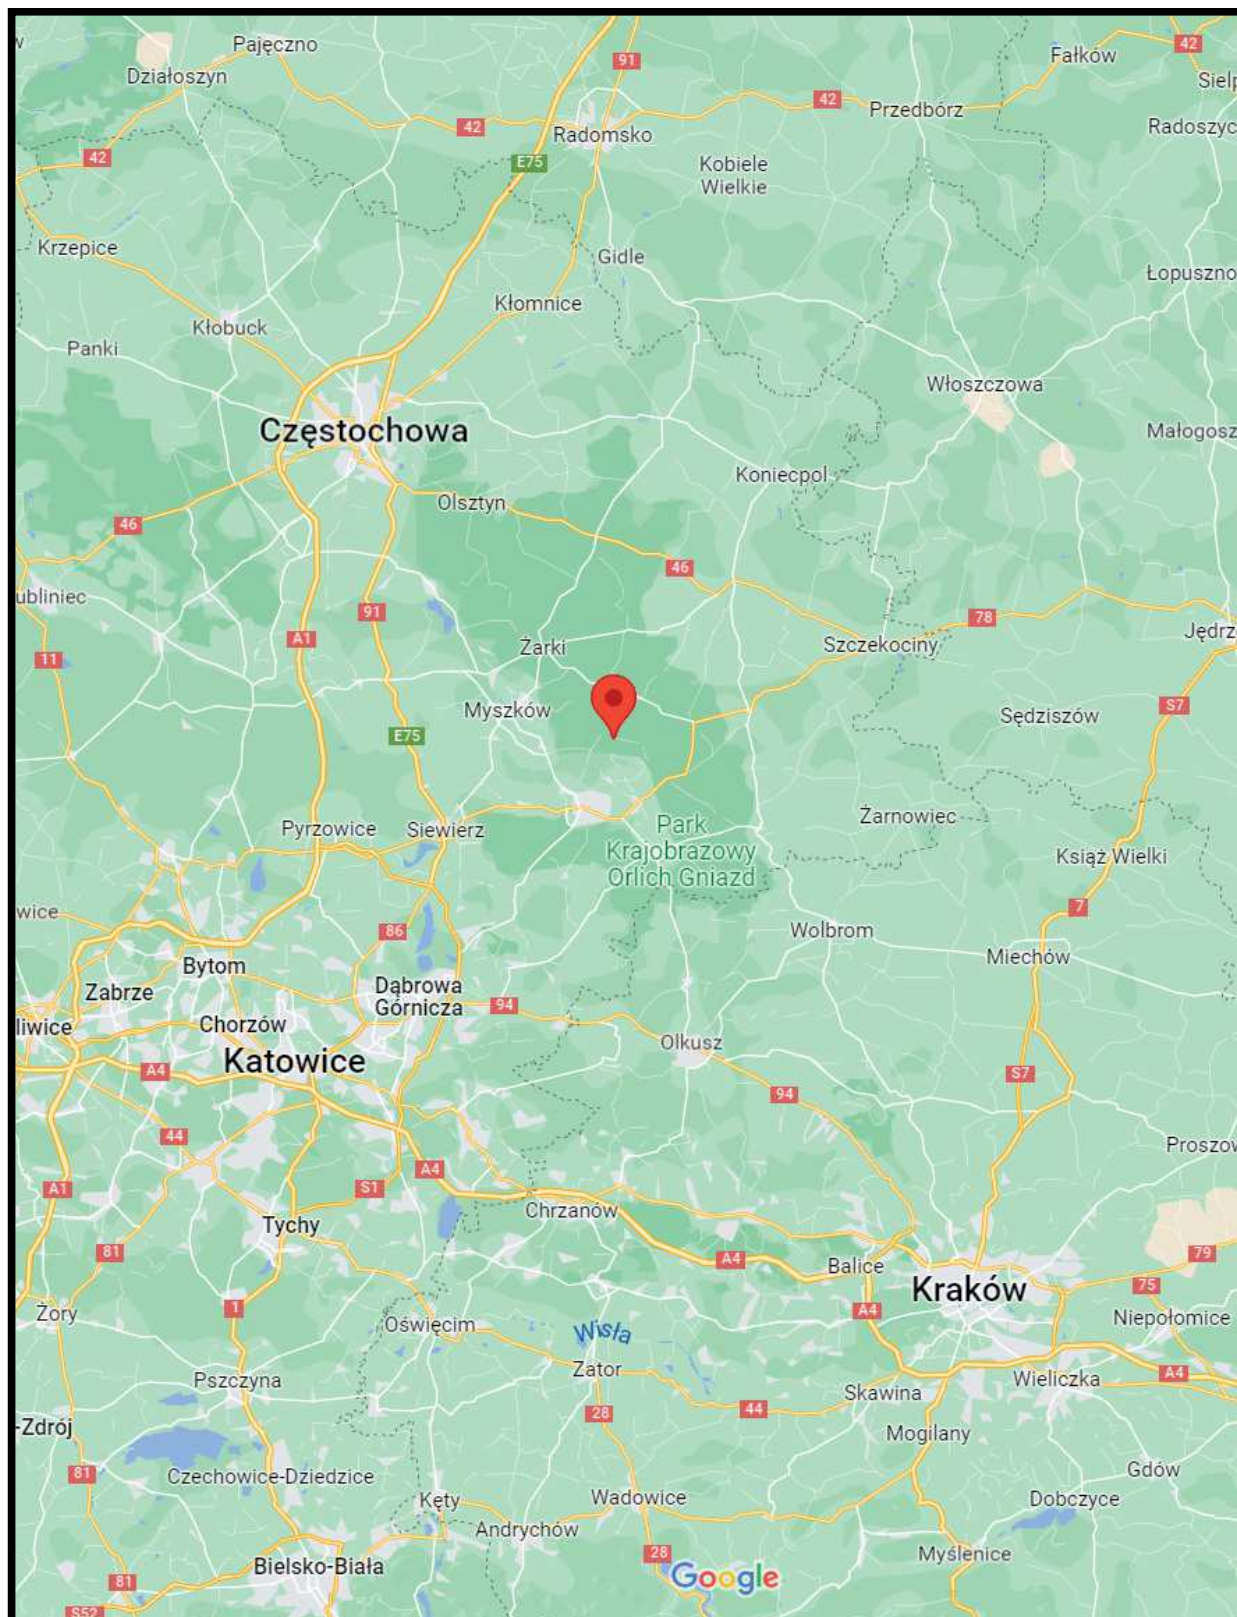 Pajęczno
91
42
Fałków
Działoszyn
Sielp
42
Przedbórz
42
Radomsko
Radoszyc
42
E75
Kobiele
Wielkie
Krzepice
Gidle
Łopuszno
Kłomnice
Kłobuck
Panki
Włoszczowa
Częstochowa
Małogosz
Koniecpol
Olsztyn
46
46
ubliniec
91
78
A1
Jędrze
Żarki
Szczekociny
11
Myszków
S7
Sędziszów
E75
Żarnowiec
Pyrzowice
Siewierz
Park
Krajobrazowy
Orlich Gniazd
Książ Wielki
wice
7
86
Wolbrom
Miechów
Bytom
Zabrze
Dąbrowa
Górnicza
94
liwice
Chorzów
Olkusz
Katowice
A4
S7
94
44
Proszow
A4
A1
S1
Chrzanów
Tychy
81
A4
Balice
79
75
Kraków
1
Żory
A4
Niepołomice
Oświęcim
Wisła
Zator
A4
Pszczyna
Skawina
Wieliczka
44
28
-Zdrój
Mogilany
81
Czechowice-Dziedzice
Gdów
Kęty
Wadowice
Dobczyce
Andrychów
28
Myślenice
Bielsko-Biała
Google
81
S52